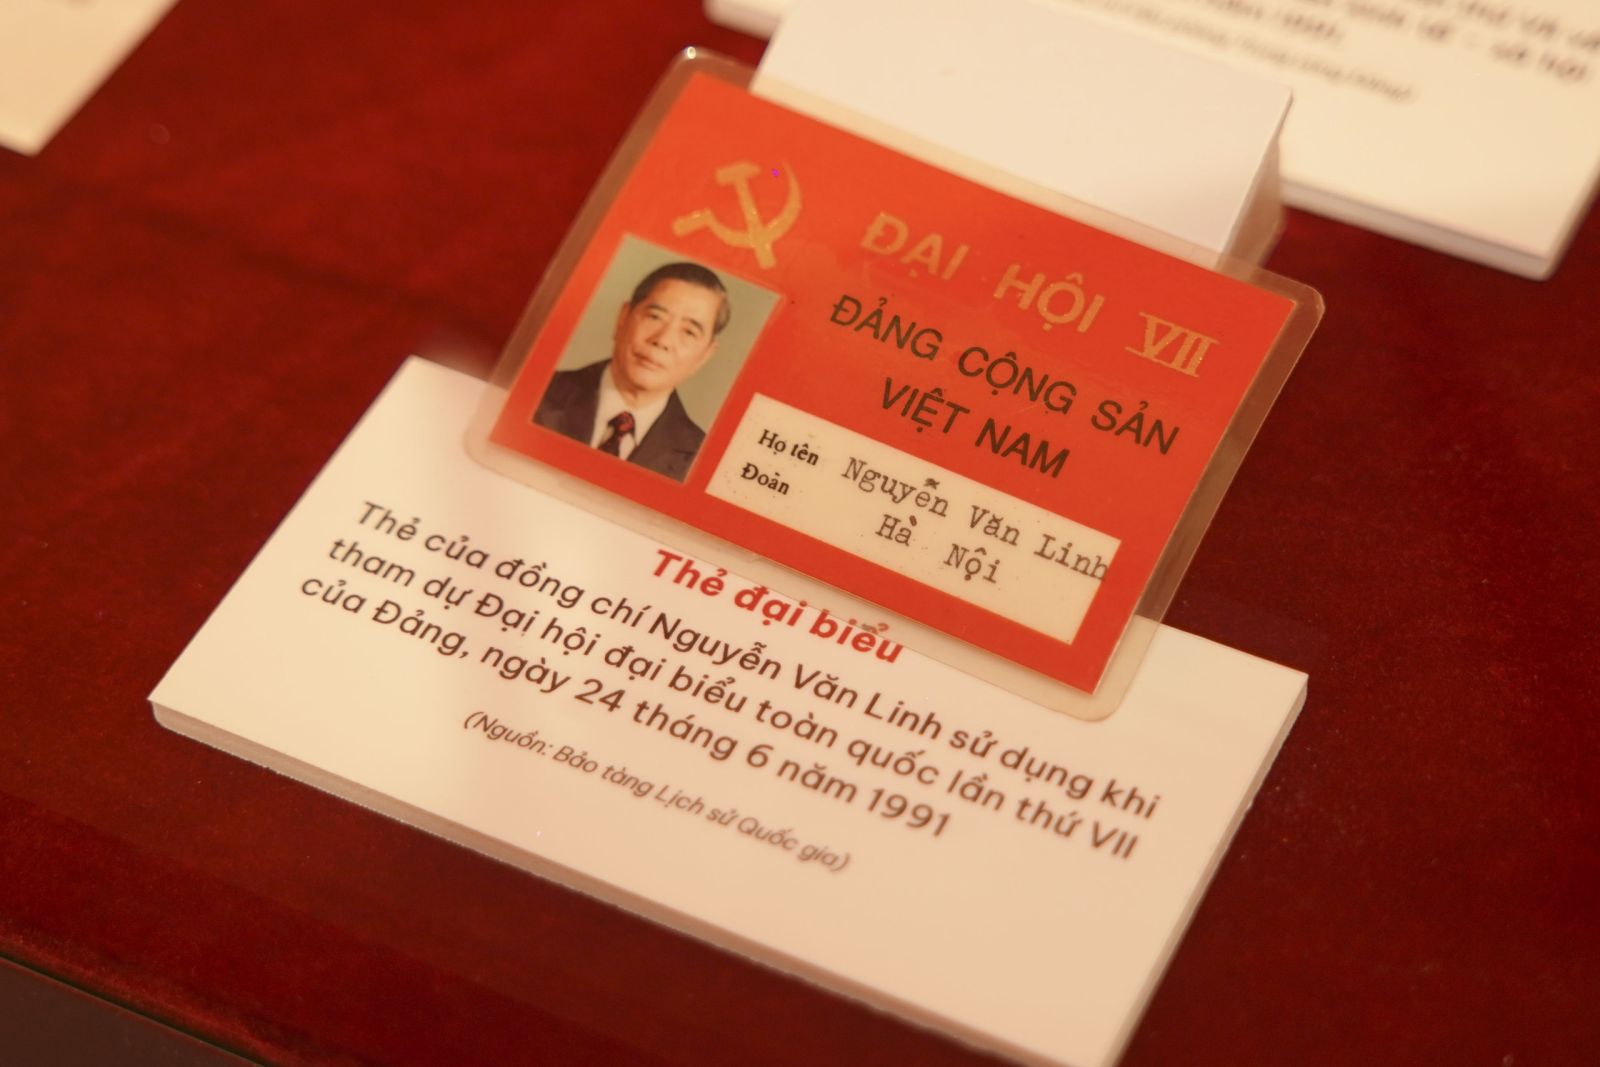 ĐẠI HỘI VII
ĐẢNG CỘNG SẢN
VIỆT NAM
Họ tên Nguyễn Văn Linh
Đoàn Hà Nội
Thẻ đại biểu
Thẻ của đồng chí Nguyễn Văn Linh sử dụng khi
tham dự Đại hội đại biểu toàn quốc lần thứ VII
của Đảng, ngày 24 tháng 6 năm 1991
(Nguồn: Bảo tàng Lịch sử Quốc gia)